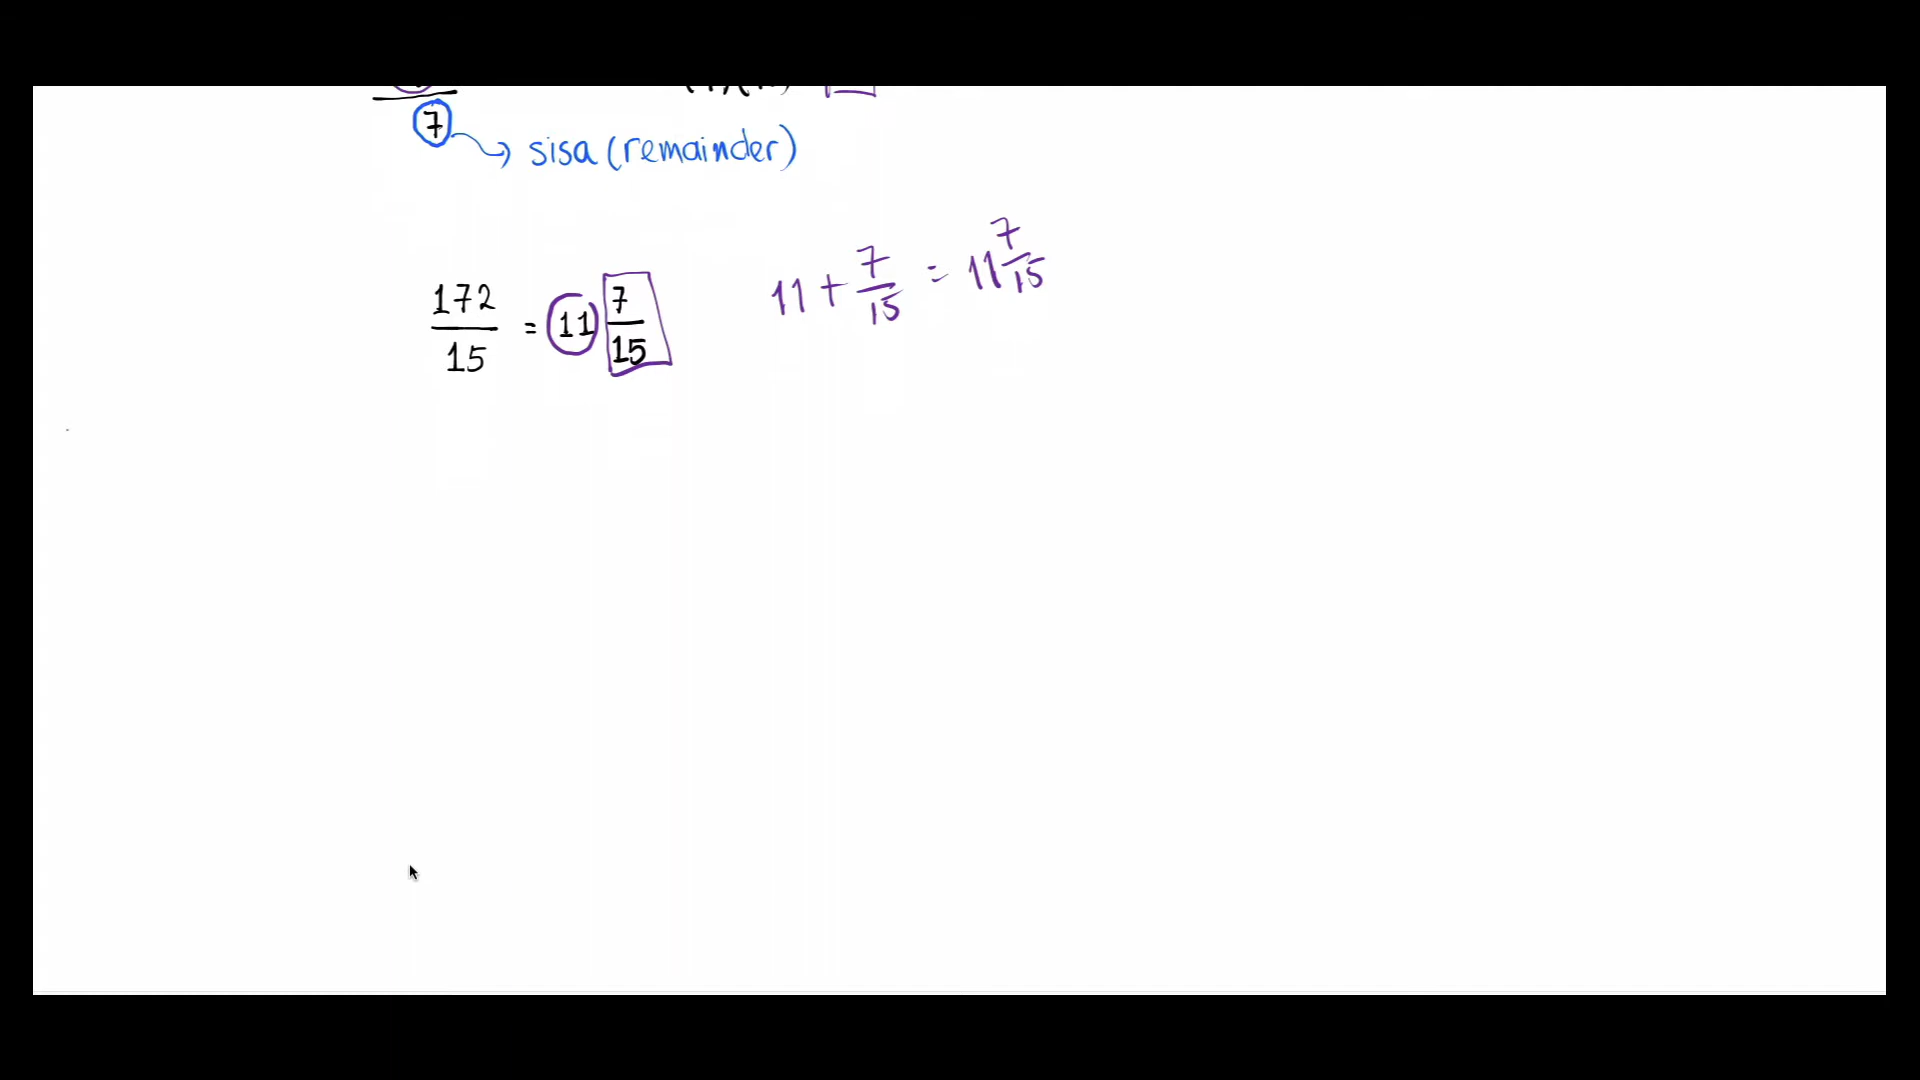 7 → sisa (remainder)
172/15 = 11 7/15
11 + 7/15 = 11 7/15